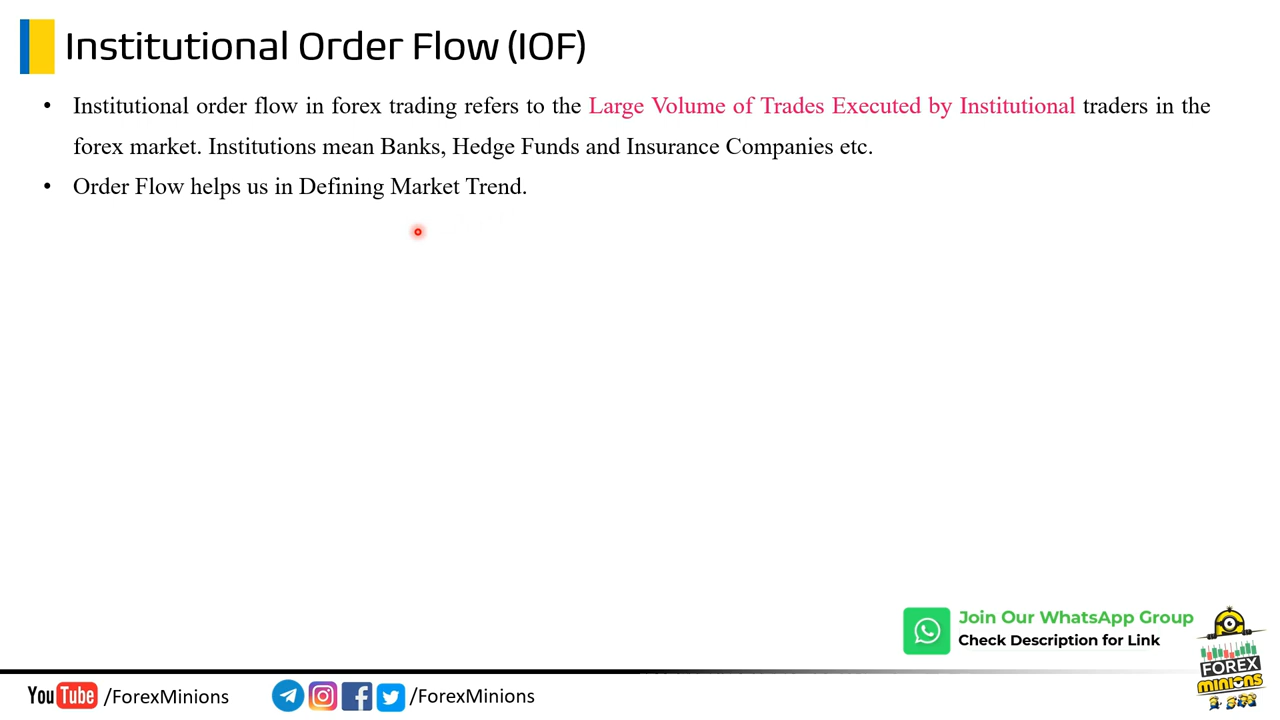 Institutional Order Flow (IOF)
• Institutional order flow in forex trading refers to the Large Volume of Trades Executed by Institutional traders in the
forex market. Institutions mean Banks, Hedge Funds and Insurance Companies etc.
• Order Flow helps us in Defining Market Trend.
Join Our WhatsApp Group
Check Description for Link
FOREX
MINIONS
YouTube /ForexMinions
/ForexMinions